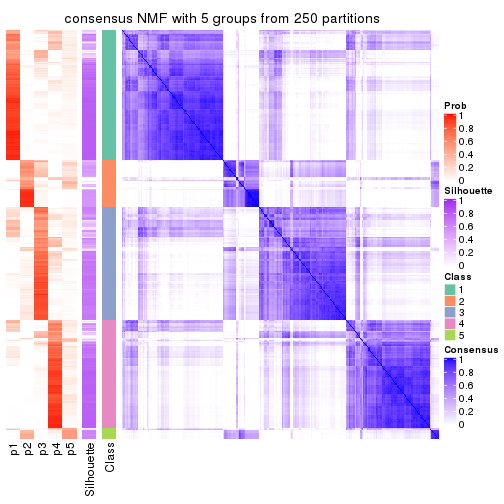 consensus NMF with 5 groups from 250 partitions
Prob
1
0.8
0.6
0.4
0.2
0
Silhouette
1
0.8
0.6
0.4
0.2
0
Class
1
2
3
4
5
Consensus
1
0.8
0.6
0.4
0.2
0
p1
p2
p3
p4
p5
Silhouette
Class